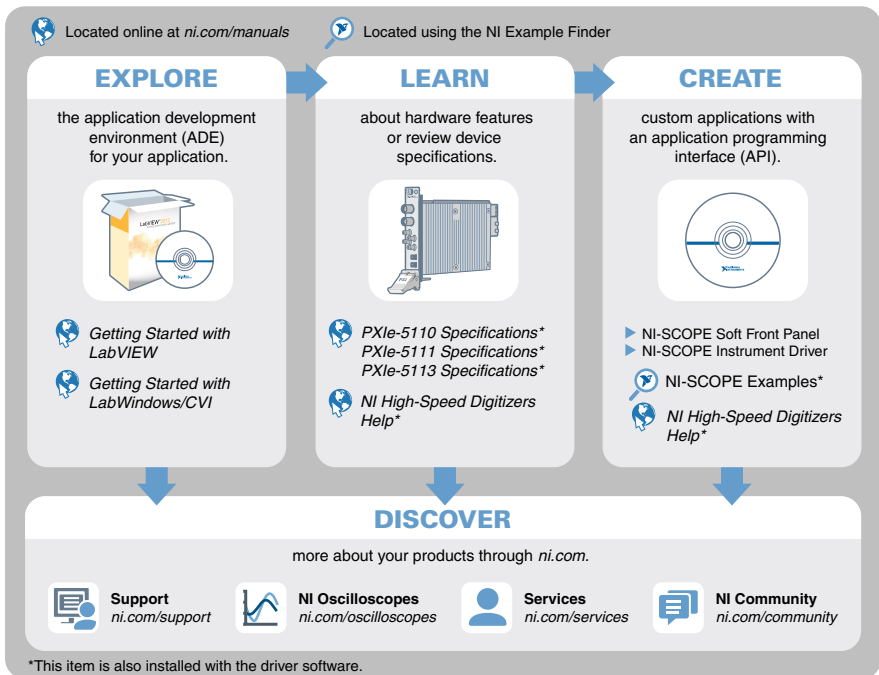 Located online at ni.com/manuals
Located using the NI Example Finder
EXPLORE
the application development
environment (ADE)
for your application.
LabVIEW
Getting Started with
LabVIEW
Getting Started with
LabWindows/CVI
LEARN
about hardware features
or review device
specifications.
PXIe-5110 Specifications*
PXIe-5111 Specifications*
PXIe-5113 Specifications*
NI High-Speed Digitizers
Help*
CREATE
custom applications with
an application programming
interface (API).
NATIONAL
INSTRUMENTS
NI-SCOPE Soft Front Panel
NI-SCOPE Instrument Driver
NI-SCOPE Examples*
NI High-Speed Digitizers
Help*
DISCOVER
more about your products through ni.com.
Support
ni.com/support
NI Oscilloscopes
ni.com/oscilloscopes
Services
ni.com/services
NI Community
ni.com/community
*This item is also installed with the driver software.